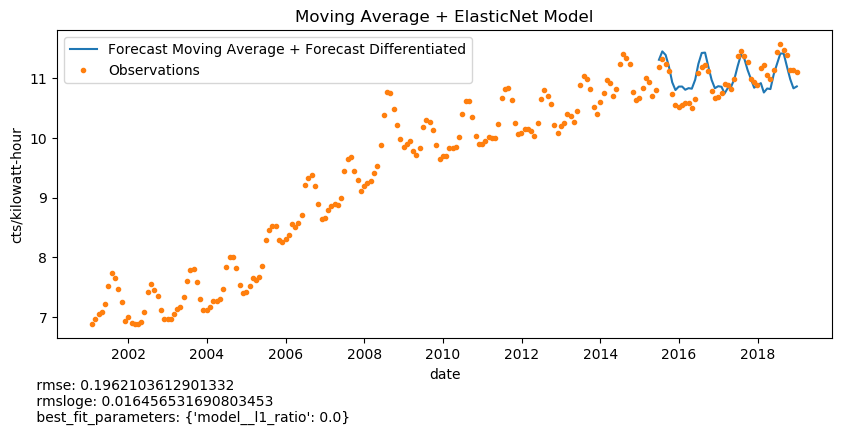 Moving Average + ElasticNet Model
Forecast Moving Average + Forecast Differentiated
Observations
cts/kilowatt-hour
11
10
9
8
7
2002 2004 2006 2008 2010 2012 2014 2016 2018
date
rmse: 0.1962103612901332
rmsloge: 0.016456531690803453
best_fit_parameters: {'model__l1_ratio': 0.0}